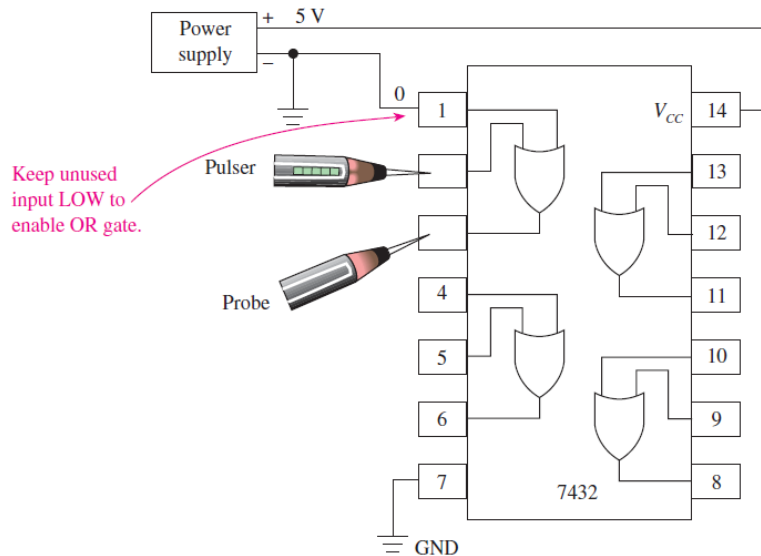 + 5 V
Power
supply
–
0
1
V_CC 14
Keep unused
input LOW to
enable OR gate.
Pulser
13
12
Probe
4
11
5
10
6
9
7
8
7432
GND